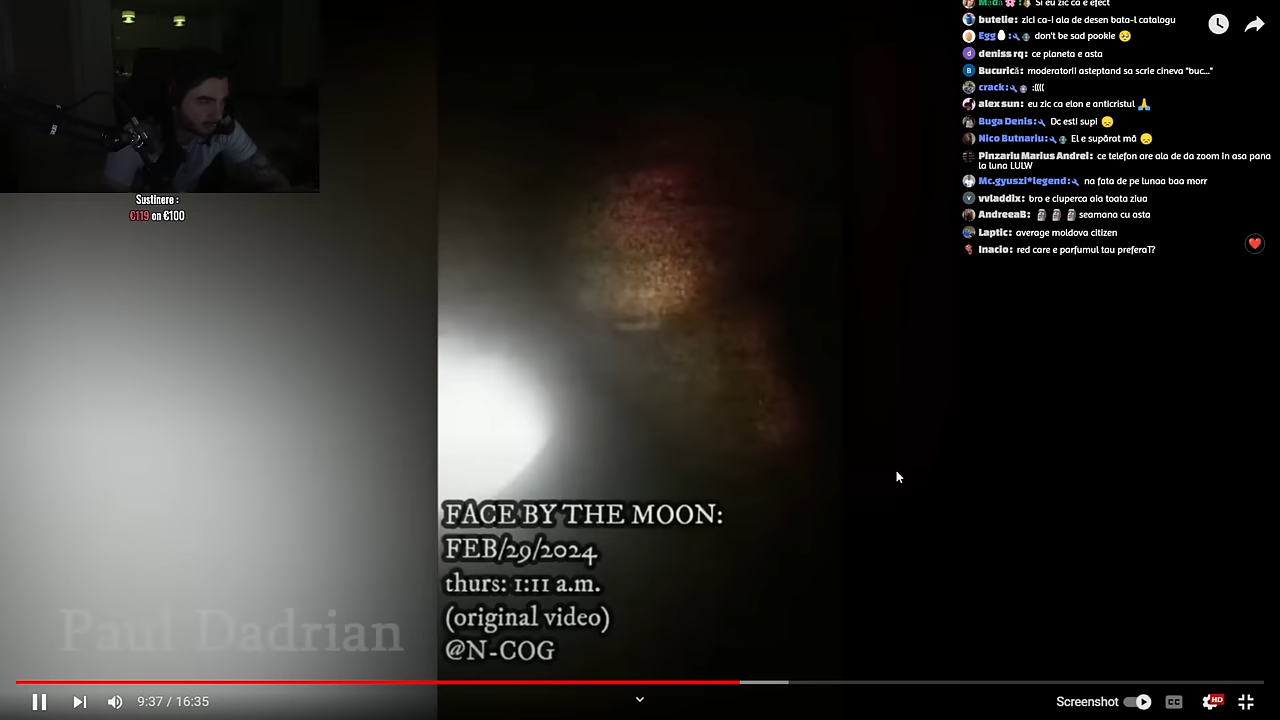 Mada: Si eu zic ca e efect
butelie: zici ca-i ala de desen bata-l catalogu
Egg: don't be sad pookie
deniss rq: ce planeta e asta
Bucurică: moderatorii asteptand sa scrie cineva "buc..."
crack: :((((
alex sun: eu zic ca elon e anticristul
Buga Denis: Dc esti supi
Nico Butnariu: El e supărat mă
Pinzariu Marius Andrei: ce telefon are ala de da zoom in asa pana
la luna LULW
Mc.gyuszi*legend: na fata de pe lunaa baa morr
vvladdix: bro e ciuperca aia toata ziua
AndreeaB: seamana cu asta
Laptic: average moldova citizen
Inacio: red care e parfumul tau preferaT?
Sustinere :
€119 on €100
FACE BY THE MOON:
FEB/29/2024
thurs: 1:11 a.m.
(original video)
@N-COG
Paul Dadrian
9:37 / 16:35
Screenshot
CC
HD